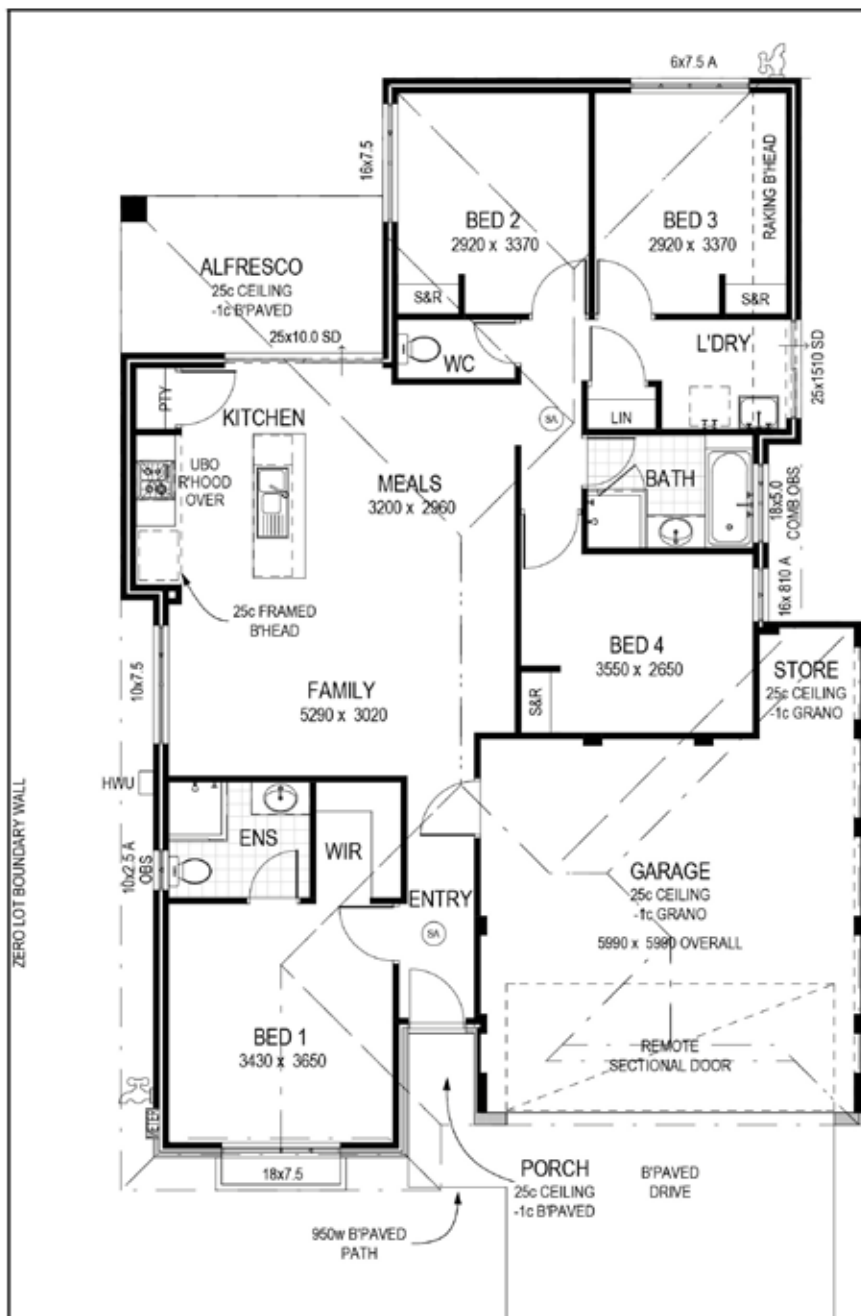 6x7.5 A
16x7.5
BED 2
2920 x 3370
BED 3
2920 x 3370
RAKING B'HEAD
ALFRESCO
25c CEILING
-1c B'PAVED
S&R
S&R
25x10.0 SD
WC
L'DRY
25x1510 SD
PTY
KITCHEN
LIN
SA
UBO
R'HOOD
OVER
MEALS
3200 x 2960
BATH
18x5.0
COMB OBS
16x 810 A
25c FRAMED
B'HEAD
BED 4
3550 x 2650
STORE
25c CEILING
-1c GRANO
10x7.5
FAMILY
5290 x 3020
S&R
HWU
ZERO LOT BOUNDARY WALL
10x2.5 A
OBS
ENS
WIR
ENTRY
SA
GARAGE
25c CEILING
-1c GRANO
5990 x 5990 OVERALL
BED 1
3430 x 3650
REMOTE
SECTIONAL DOOR
METER
18x7.5
PORCH
25c CEILING
-1c B'PAVED
B'PAVED
DRIVE
950w B'PAVED
PATH